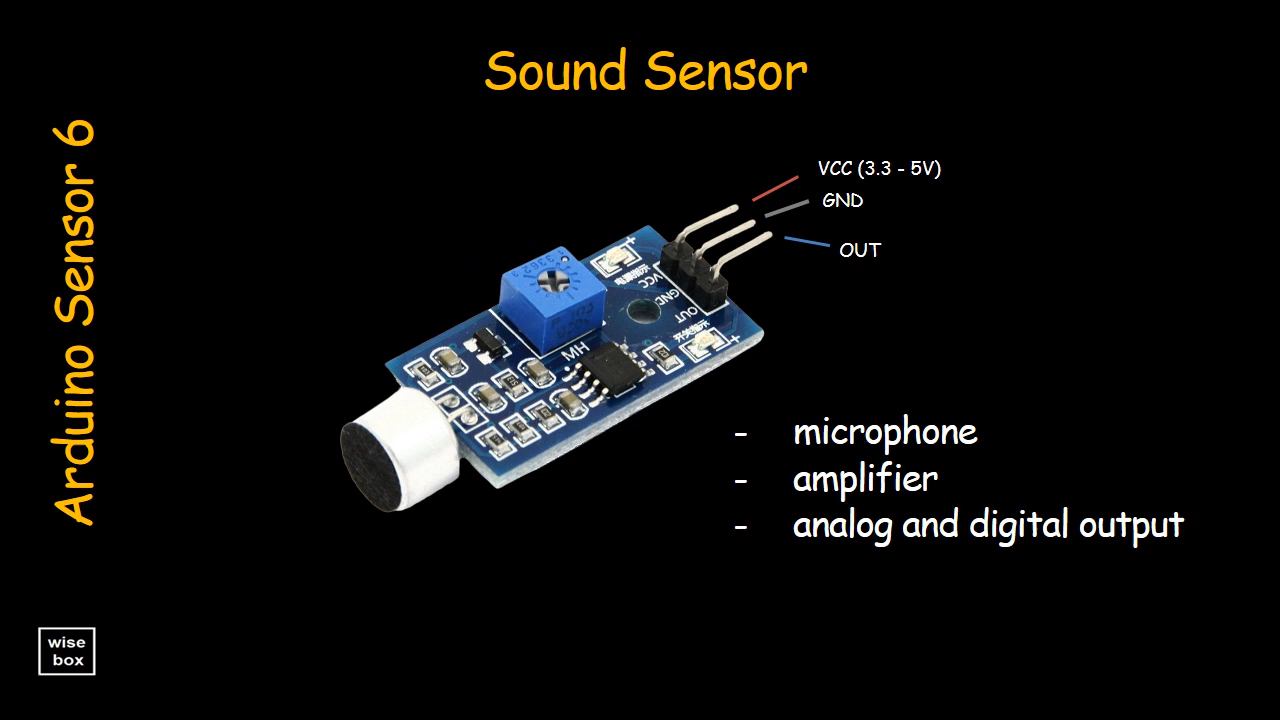 Sound Sensor
Arduino Sensor 6
VCC (3.3 - 5V)
GND
OUT
VCC
GND
OUT
+
+
- microphone
- amplifier
- analog and digital output
wise
box